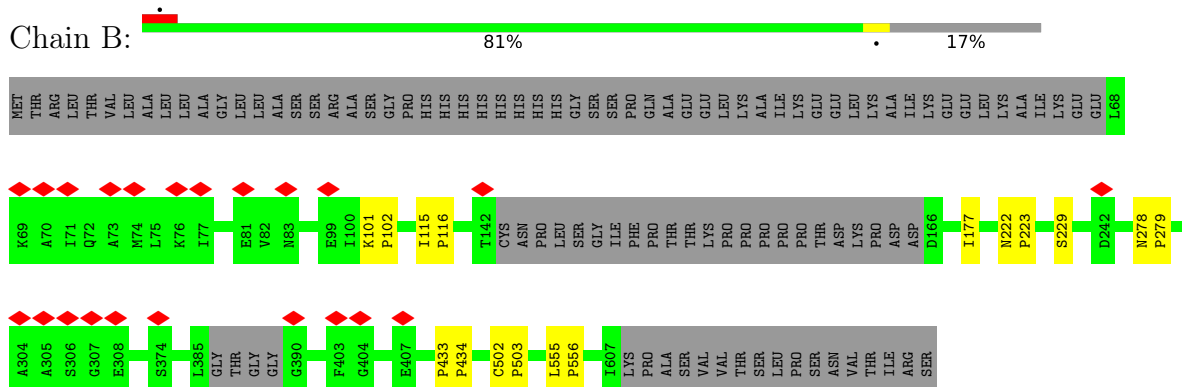 Chain B:
81%
17%
MET THR ARG LEU THR VAL LEU ALA LEU LEU ALA GLY LEU LEU ALA SER SER ARG ALA SER GLY PRO HIS HIS HIS HIS HIS HIS HIS HIS GLY SER SER PRO GLN ALA GLU GLU LEU LYS ALA ILE LYS GLU GLU LEU LYS ALA ILE LYS GLU GLU LEU LYS ALA ILE LYS GLU GLU L68
K69 A70 I71 Q72 A73 M74 L75 K76 I77 E81 V82 N83 E99 I100 K101 P102 I115 P116 T142 CYS ASN PRO LEU SER GLY ILE PHE PRO THR THR LYS PRO PRO PRO PRO PRO THR ASP LYS PRO ASP ASP D166 I177 N222 P223 S229 D242 N278 P279
A304 A305 S306 G307 E308 S374 L385 GLY THR GLY GLY G390 F403 G404 E407 P433 P434 C502 P503 L555 P556 I607 LYS PRO ALA SER VAL VAL THR SER LEU PRO SER ASN VAL THR ILE ARG SER